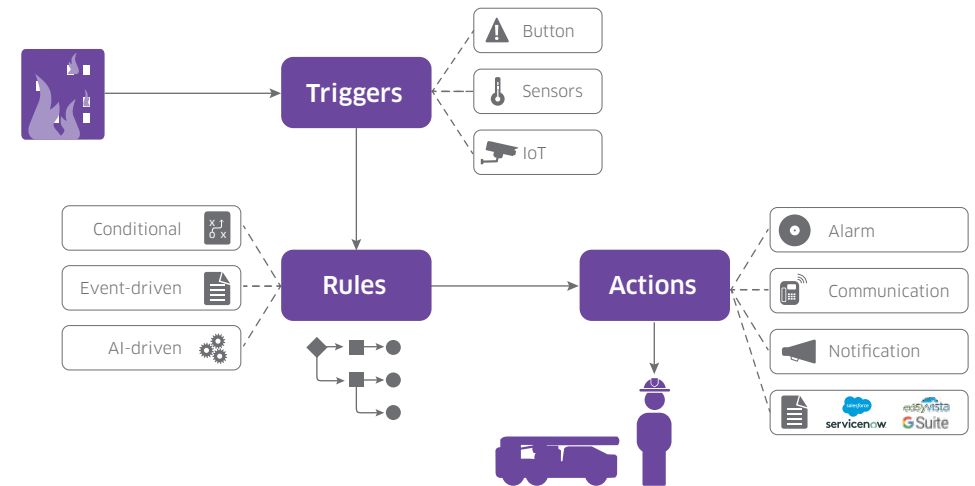 Button
Triggers
Sensors
IoT
Conditional
Alarm
Event-driven
Rules
Actions
Communication
AI-driven
Notification
salesforce
easyvista
servicenow
G Suite